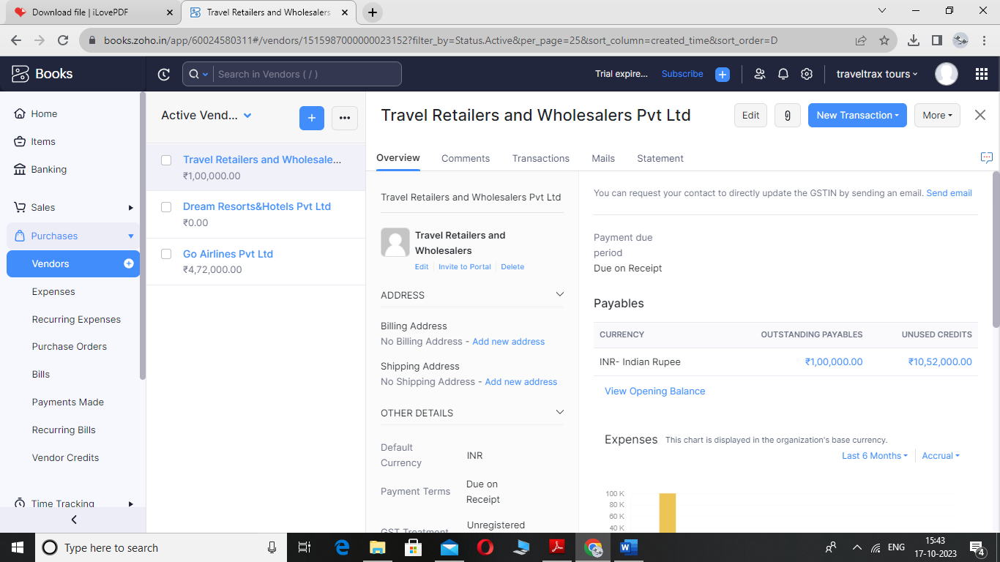 Download file | iLovePDF
Travel Retailers and Wholesalers
books.zoho.in/app/60024580311#/vendors/1515987000000023152?filter_by=Status.Active&per_page=25&sort_column=created_time&sort_order=D
Books
Search in Vendors ( / )
Trial expire...
Subscribe
traveltrax tours
Home
Items
Banking
Sales
Purchases
Vendors
Expenses
Recurring Expenses
Purchase Orders
Bills
Payments Made
Recurring Bills
Vendor Credits
Time Tracking
Active Vend...
Travel Retailers and Wholesale...
₹1,00,000.00
Dream Resorts&Hotels Pvt Ltd
₹0.00
Go Airlines Pvt Ltd
₹4,72,000.00
Travel Retailers and Wholesalers Pvt Ltd
Edit
New Transaction
More
Overview
Comments
Transactions
Mails
Statement
Travel Retailers and Wholesalers Pvt Ltd
Travel Retailers and
Wholesalers
Edit
Invite to Portal
Delete
ADDRESS
Billing Address
No Billing Address - Add new address
Shipping Address
No Shipping Address - Add new address
OTHER DETAILS
Default
Currency
INR
Payment Terms
Due on
Receipt
GST Treatment
Unregistered
You can request your contact to directly update the GSTIN by sending an email. Send email
Payment due
period
Due on Receipt
Payables
CURRENCY OUTSTANDING PAYABLES UNUSED CREDITS
INR- Indian Rupee ₹1,00,000.00 ₹10,52,000.00
View Opening Balance
Expenses This chart is displayed in the organization's base currency.
Last 6 Months Accrual
100 K
80 K
60 K
40 K
Type here to search
ENG
15:43
17-10-2023
4